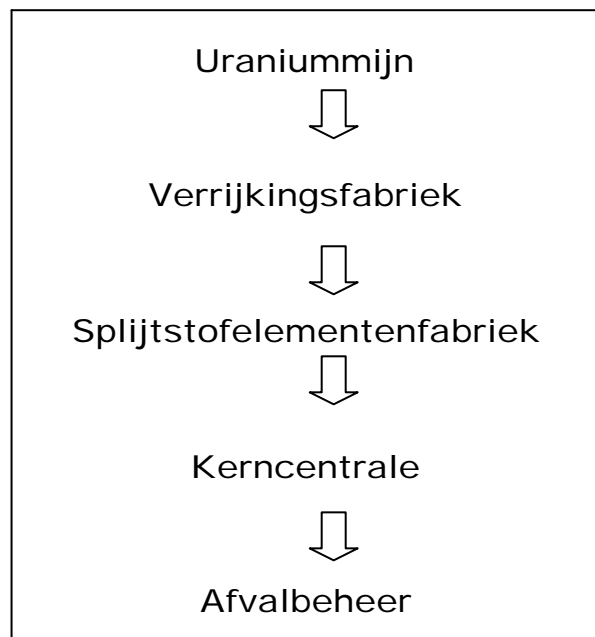 Uraniummijn
Verrijkingsfabriek
Splijtstofelementenfabriek
Kerncentrale
Afvalbeheer